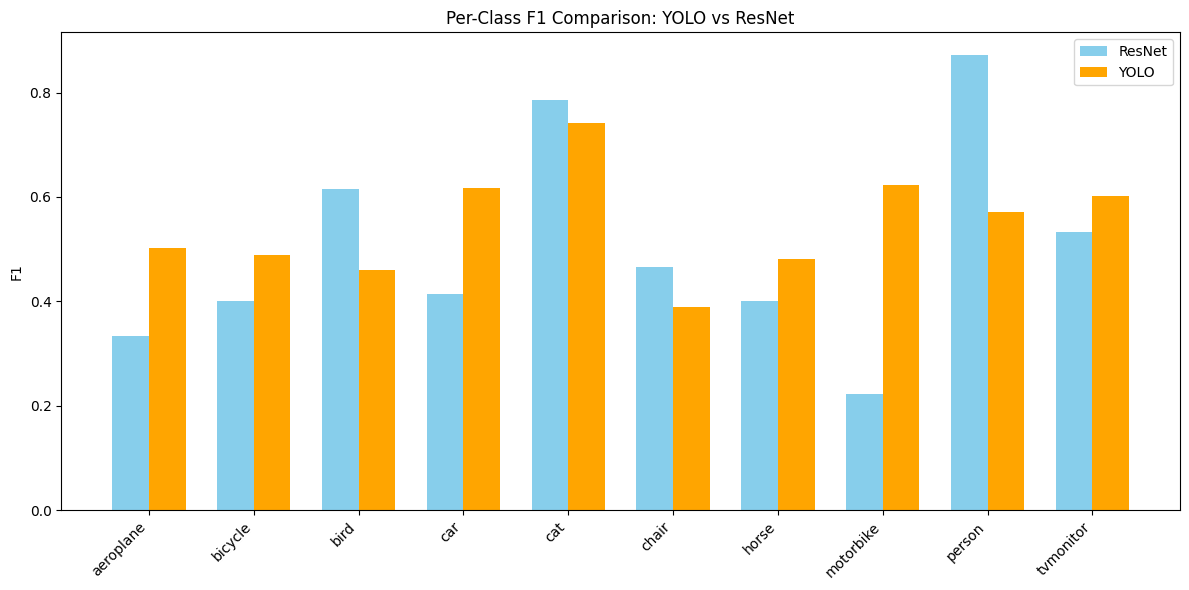 Per-Class F1 Comparison: YOLO vs ResNet
ResNet
YOLO
F1
0.8
0.6
0.4
0.2
0.0
aeroplane
bicycle
bird
car
cat
chair
horse
motorbike
person
tvmonitor